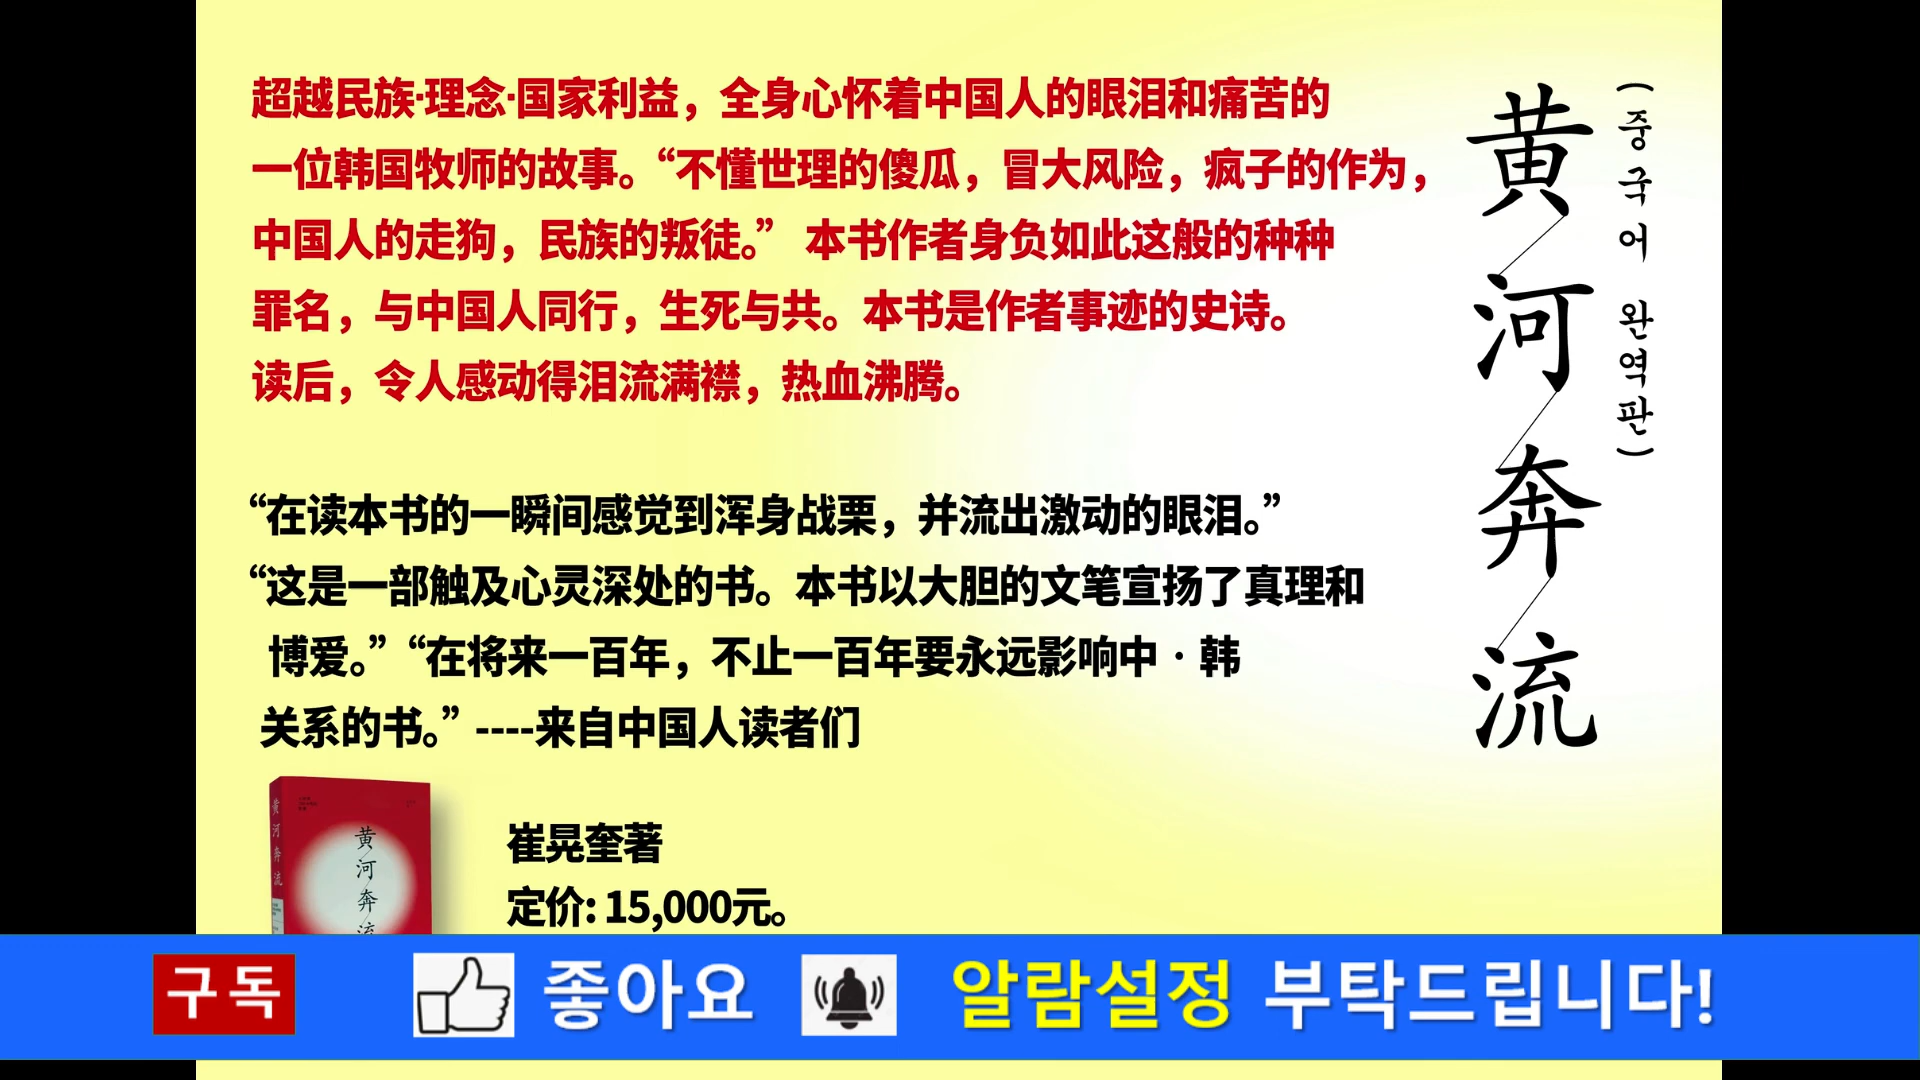 超越民族·理念·国家利益，全身心怀着中国人的眼泪和痛苦的
一位韩国牧师的故事。“不懂世理的傻瓜，冒大风险，疯子的作为，
中国人的走狗，民族的叛徒。” 本书作者身负如此这般的种种
罪名，与中国人同行，生死与共。本书是作者事迹的史诗。
读后，令人感动得泪流满襟，热血沸腾。
(중국어 완역판)
黄河奔流
“在读本书的一瞬间感觉到浑身战栗，并流出激动的眼泪。”
“这是一部触及心灵深处的书。本书以大胆的文笔宣扬了真理和
博爱。”“在将来一百年，不止一百年要永远影响中·韩
关系的书。” ----来自中国人读者们
黄河奔流
黄河奔流
崔晃奎著
定价: 15,000元。
구독 좋아요 알람설정 부탁드립니다!